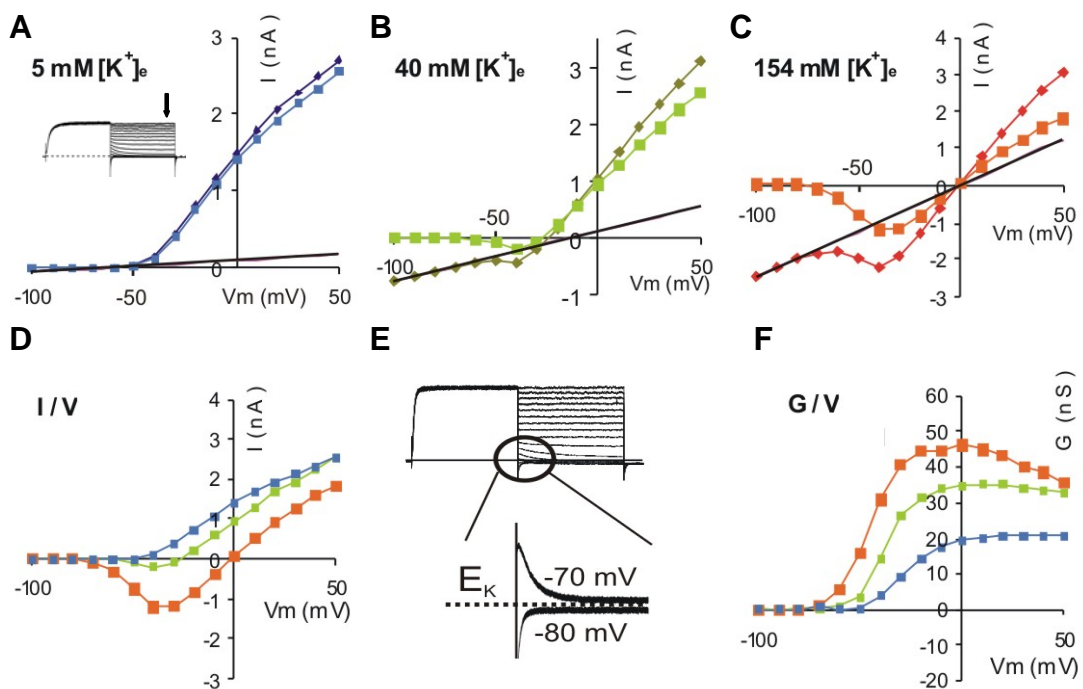 A
5 mM [K⁺]e
I (nA)
3
2
1
0
-100
-50
Vm (mV)
50
B
40 mM [K⁺]e
I (nA)
3
2
1
0
-1
-100
-50
50
Vm (mV)
C
154 mM [K⁺]e
I (nA)
4
3
2
1
0
-1
-2
-3
-100
-50
50
Vm (mV)
D
I / V
I (nA)
4
3
2
1
0
-1
-2
-3
-100
50
Vm (mV)
E
EK
-70 mV
-80 mV
F
G / V
G (nS)
60
50
40
30
20
10
0
-10
-20
-100
50
Vm (mV)